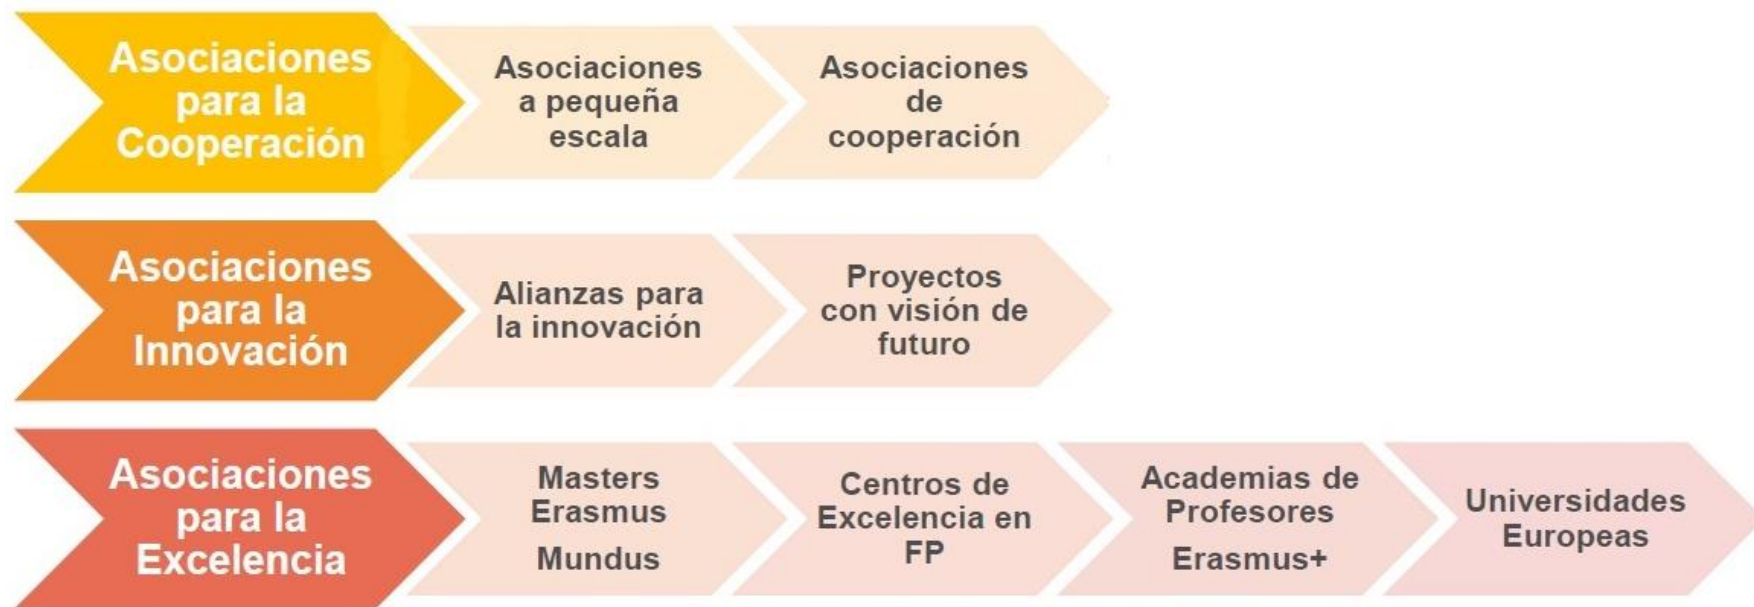 Asociaciones
para la
Cooperación
Asociaciones
a pequeña
escala
Asociaciones
de
cooperación
Asociaciones
para la
Innovación
Alianzas para
la innovación
Proyectos
con visión de
futuro
Asociaciones
para la
Excelencia
Masters
Erasmus
Mundus
Centros de
Excelencia en
FP
Academias de
Profesores
Erasmus+
Universidades
Europeas